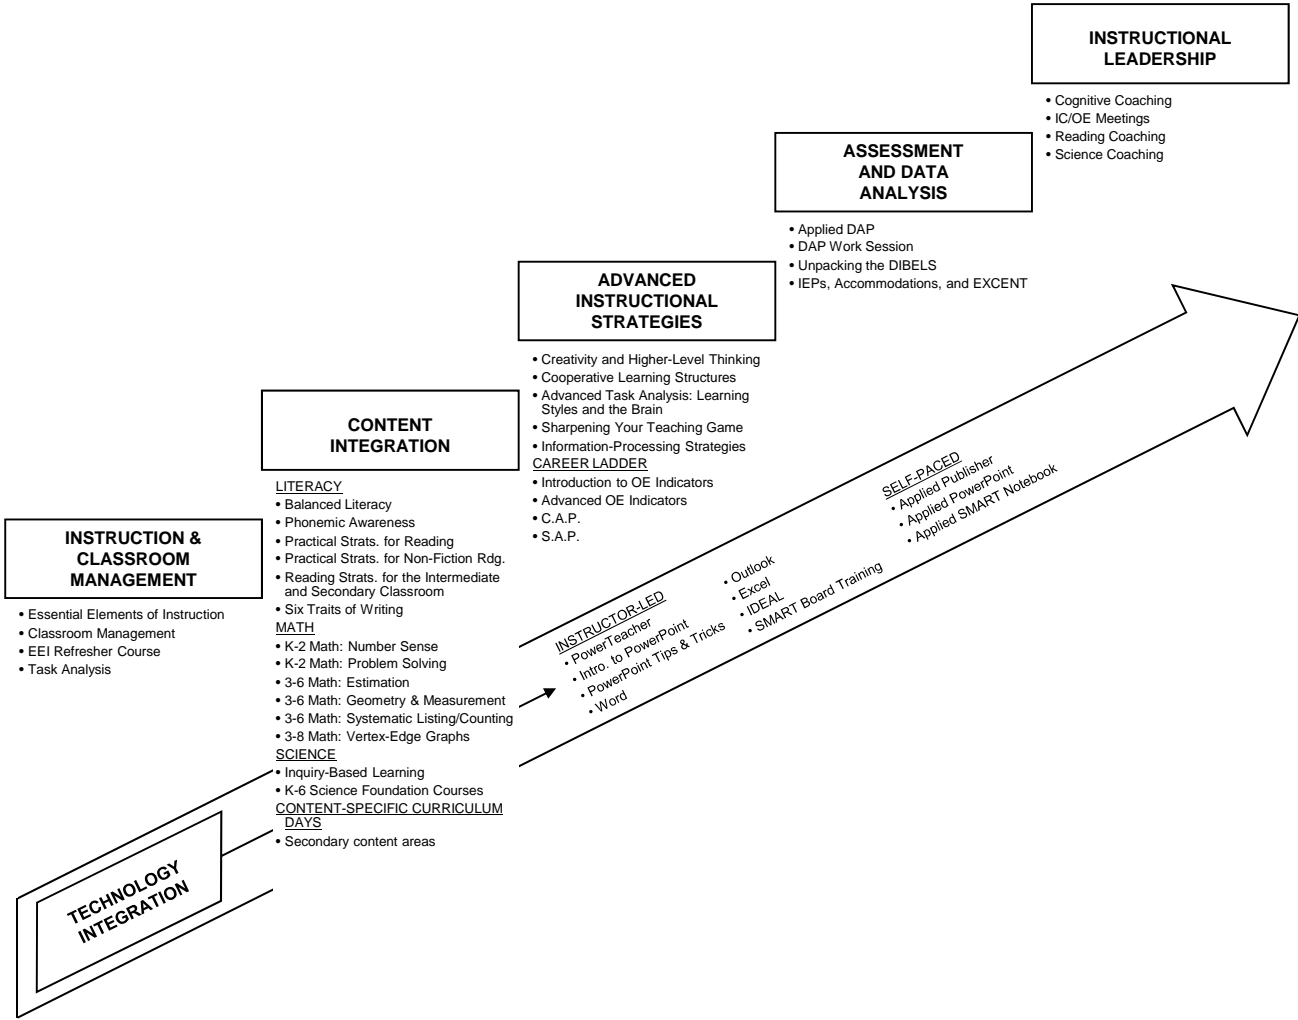 INSTRUCTIONAL
LEADERSHIP
• Cognitive Coaching
• IC/OE Meetings
• Reading Coaching
• Science Coaching
ASSESSMENT
AND DATA
ANALYSIS
• Applied DAP
• DAP Work Session
• Unpacking the DIBELS
• IEPs, Accommodations, and EXCENT
ADVANCED
INSTRUCTIONAL
STRATEGIES
• Creativity and Higher-Level Thinking
• Cooperative Learning Structures
• Advanced Task Analysis: Learning
Styles and the Brain
• Sharpening Your Teaching Game
• Information-Processing Strategies
CAREER LADDER
• Introduction to OE Indicators
• Advanced OE Indicators
• C.A.P.
• S.A.P.
CONTENT
INTEGRATION
LITERACY
• Balanced Literacy
• Phonemic Awareness
• Practical Strats. for Reading
• Practical Strats. for Non-Fiction Rdg.
• Reading Strats. for the Intermediate
and Secondary Classroom
• Six Traits of Writing
MATH
• K-2 Math: Number Sense
• K-2 Math: Problem Solving
• 3-6 Math: Estimation
• 3-6 Math: Geometry & Measurement
• 3-6 Math: Systematic Listing/Counting
• 3-8 Math: Vertex-Edge Graphs
SCIENCE
• Inquiry-Based Learning
• K-6 Science Foundation Courses
CONTENT-SPECIFIC CURRICULUM
DAYS
• Secondary content areas
INSTRUCTION &
CLASSROOM
MANAGEMENT
• Essential Elements of Instruction
• Classroom Management
• EEI Refresher Course
• Task Analysis
TECHNOLOGY
INTEGRATION
INSTRUCTOR-LED
• PowerTeacher
• Intro. to PowerPoint
• PowerPoint Tips & Tricks
• Word
• Outlook
• Excel
• IDEAL
• SMART Board Training
SELF-PACED
• Applied Publisher
• Applied PowerPoint
• Applied SMART Notebook